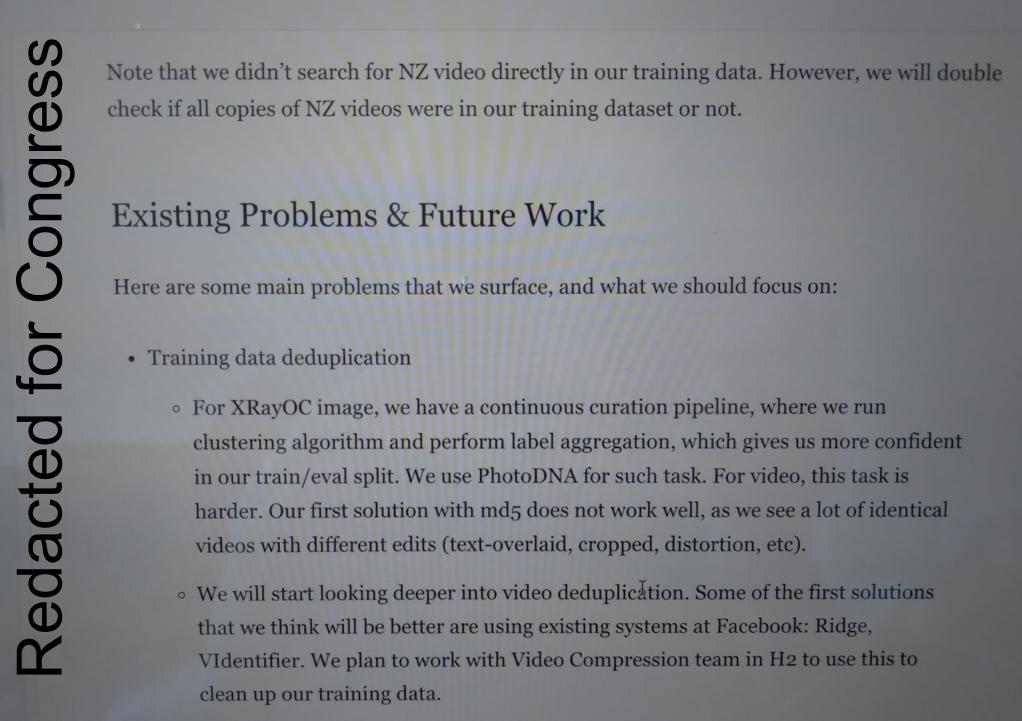 Redacted for Congress
Note that we didn't search for NZ video directly in our training data. However, we will double
check if all copies of NZ videos were in our training dataset or not.
Existing Problems & Future Work
Here are some main problems that we surface, and what we should focus on:
• Training data deduplication
◦ For XRayOC image, we have a continuous curation pipeline, where we run
clustering algorithm and perform label aggregation, which gives us more confident
in our train/eval split. We use PhotoDNA for such task. For video, this task is
harder. Our first solution with md5 does not work well, as we see a lot of identical
videos with different edits (text-overlaid, cropped, distortion, etc).
◦ We will start looking deeper into video deduplication. Some of the first solutions
that we think will be better are using existing systems at Facebook: Ridge,
VIdentifier. We plan to work with Video Compression team in H2 to use this to
clean up our training data.